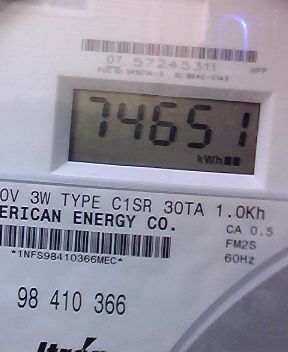 07 57245311
74651
kWh
0V 3W TYPE C1SR 30TA 1.0Kh
ERICAN ENERGY CO.
CA 0.5
FM2S
60Hz
*1NFS98410366MEC*
98 410 366
Itrón